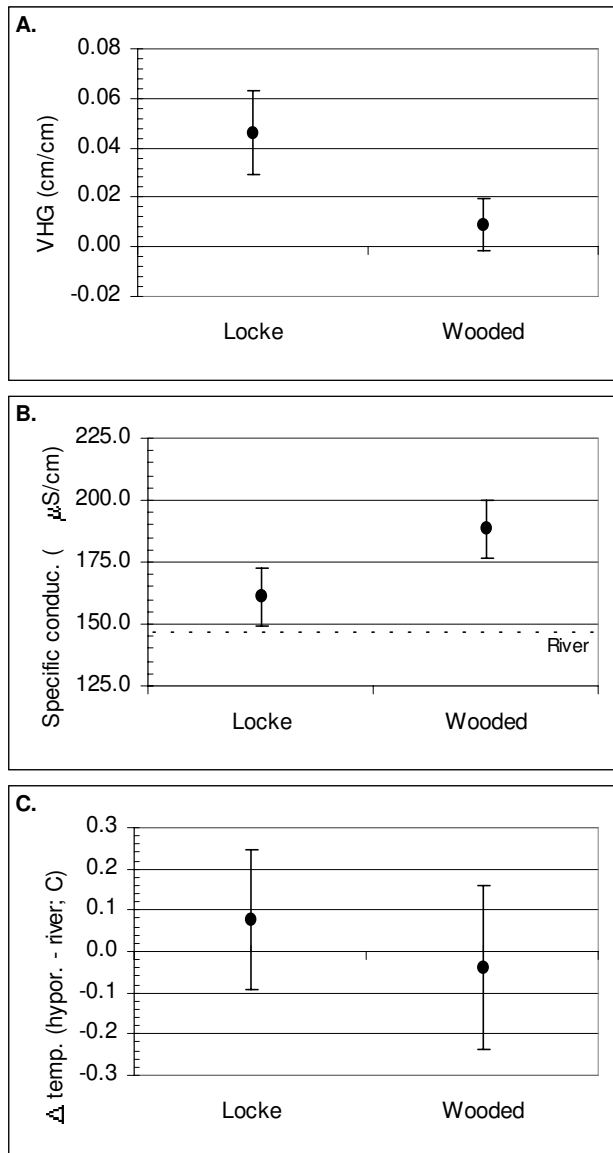 A.
VHG (cm/cm)
0.08
0.06
0.04
0.02
0.00
-0.02
Locke Wooded
B.
Specific conduc. ( µS/cm)
225.0
200.0
175.0
150.0
125.0
River
Locke Wooded
C.
Δ temp. (hypor. - river; C)
0.3
0.2
0.1
0.0
-0.1
-0.2
-0.3
Locke Wooded